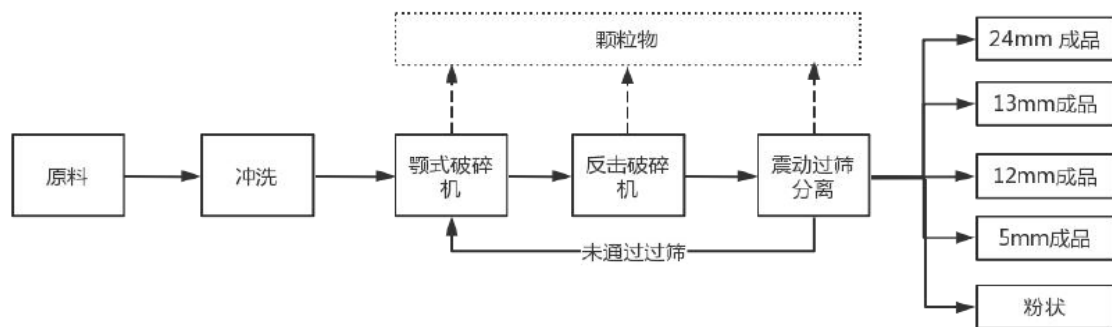 颗粒物
24mm 成品
13mm成品
原料
冲洗
颚式破碎
机
反击破碎
机
震动过筛
分离
12mm成品
未通过过筛
5mm成品
粉状